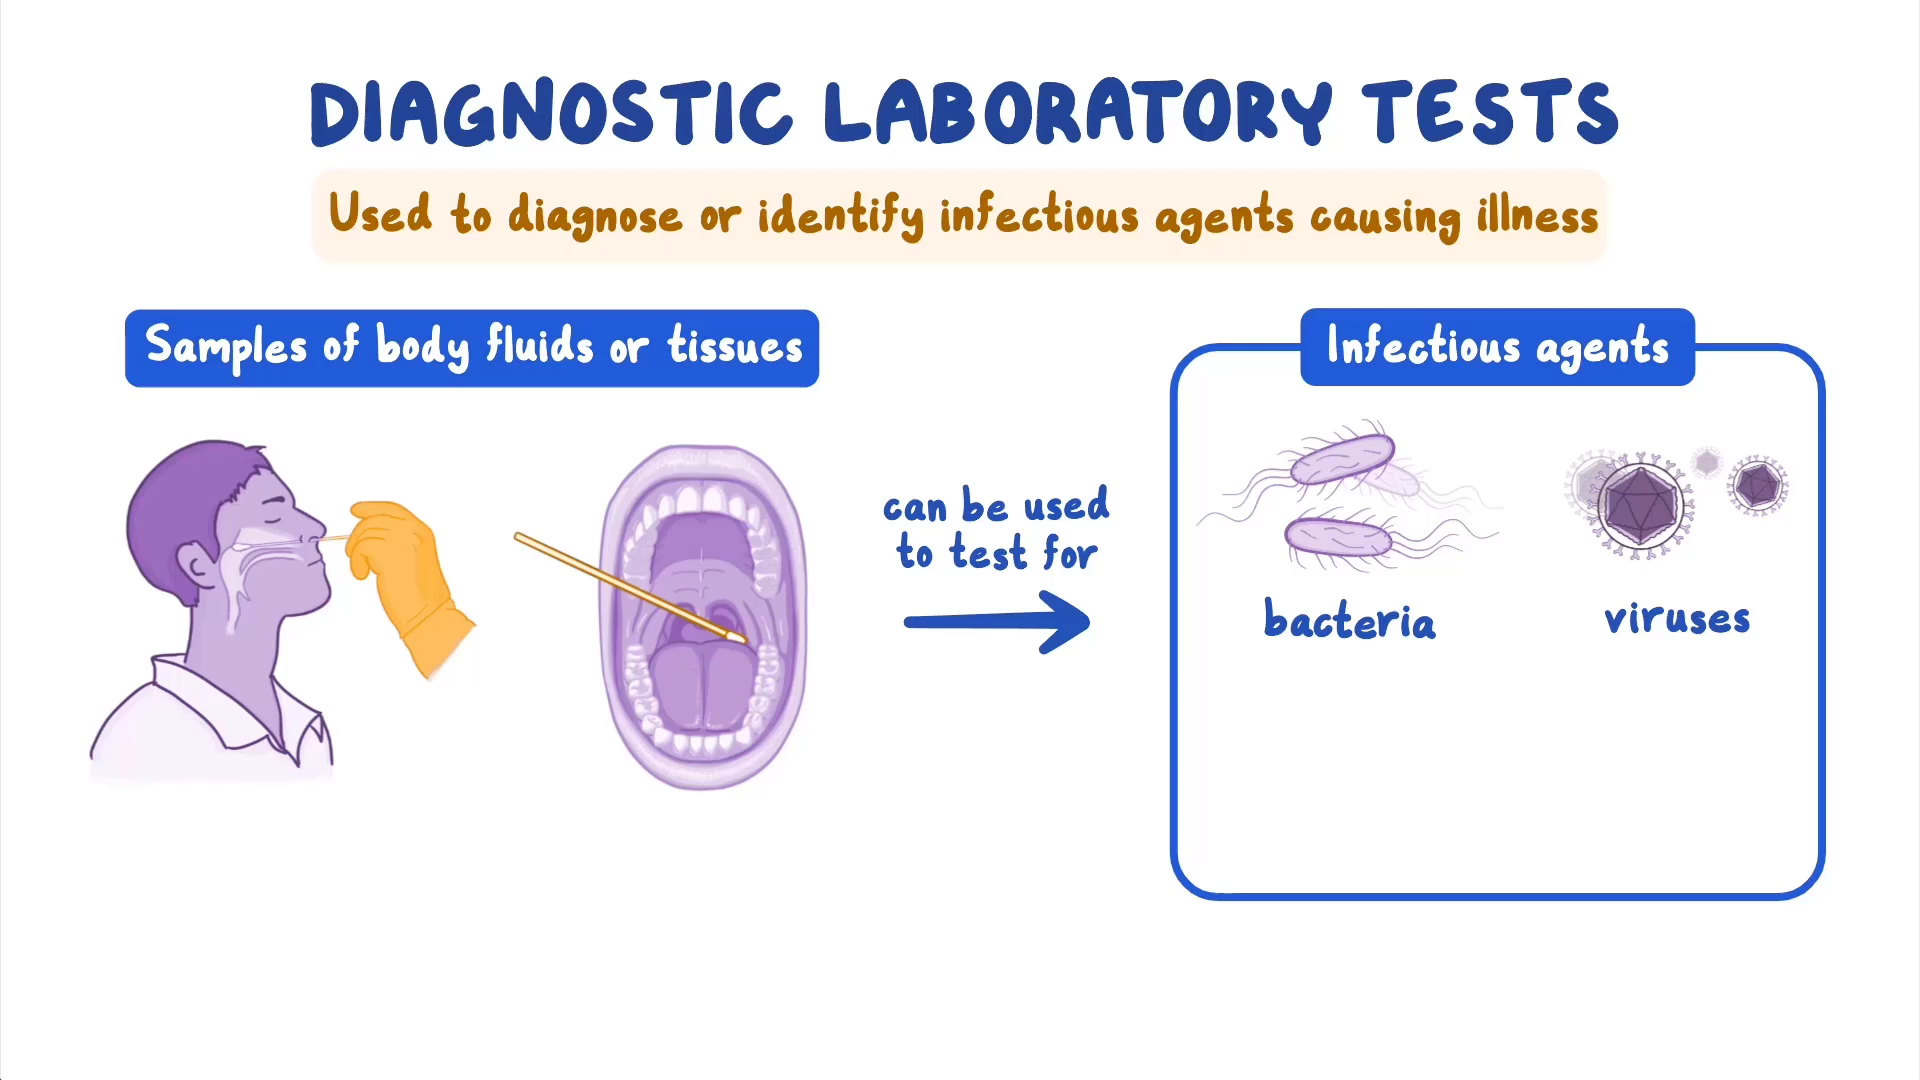 DIAGNOSTIC LABORATORY TESTS
Used to diagnose or identify infectious agents causing illness
Samples of body fluids or tissues
can be used
to test for
Infectious agents
bacteria
viruses